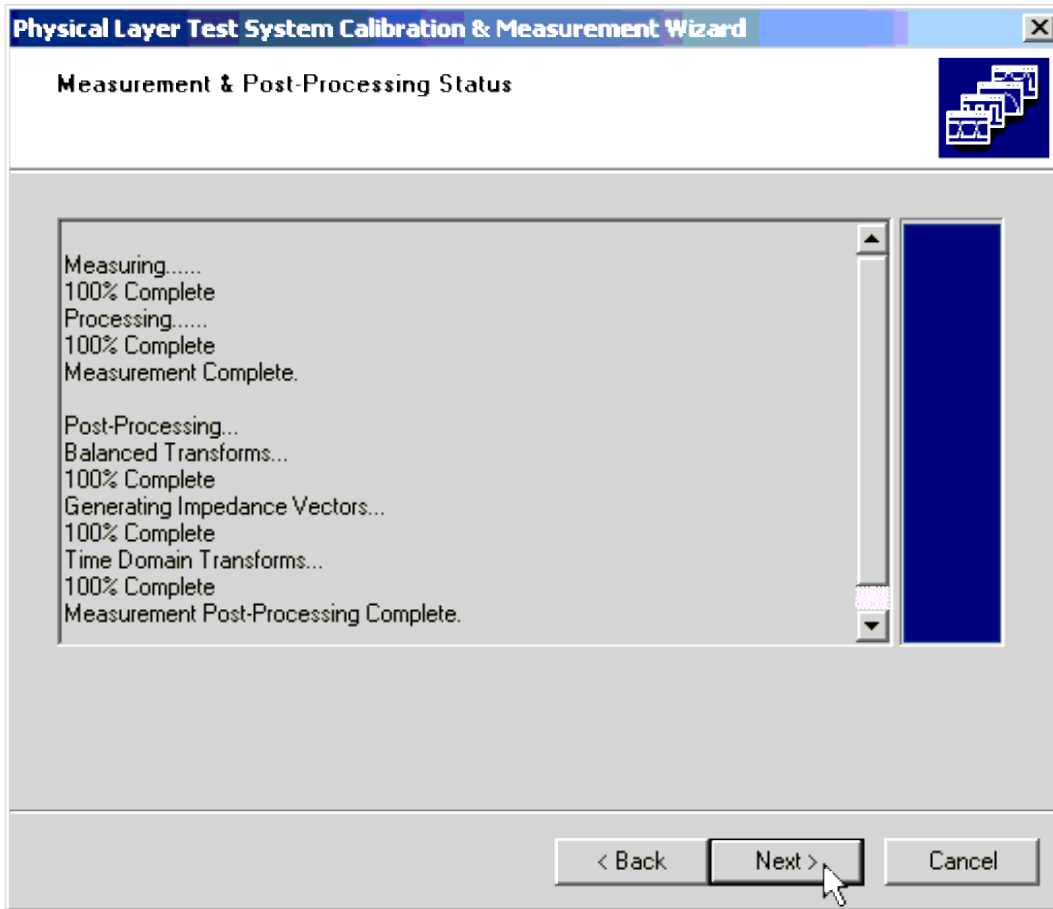 Physical Layer Test System Calibration & Measurement Wizard
Measurement & Post-Processing Status
Measuring......
100% Complete
Processing......
100% Complete
Measurement Complete.
Post-Processing...
Balanced Transforms...
100% Complete
Generating Impedance Vectors...
100% Complete
Time Domain Transforms...
100% Complete
Measurement Post-Processing Complete.
< Back
Next >
Cancel